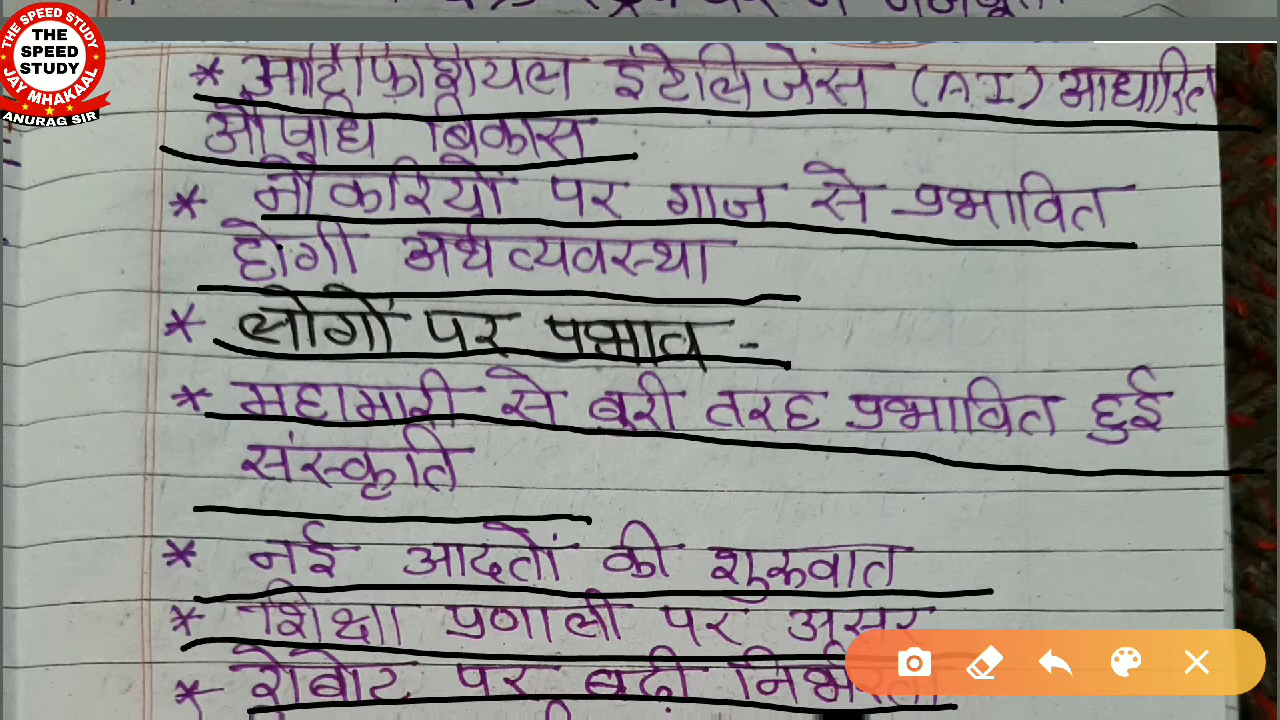 THE SPEED STUDY
THE
SPEED
STUDY
JAY MHAKAAL
ANURAG SIR
* आर्टिफिशियल इंटेलिजेंस (A.I) आधारित
औषधि विकास
* नौकरियों पर गाज से प्रभावित
होगी अर्थव्यवस्था
* लोगों पर प्रभाव -
* महामारी से बुरी तरह प्रभावित हुई
संस्कृति
* नई आदतों की शुरुवात
* शिक्षा प्रणाली पर असर
* रोबोट पर बढ़ी निर्भरता